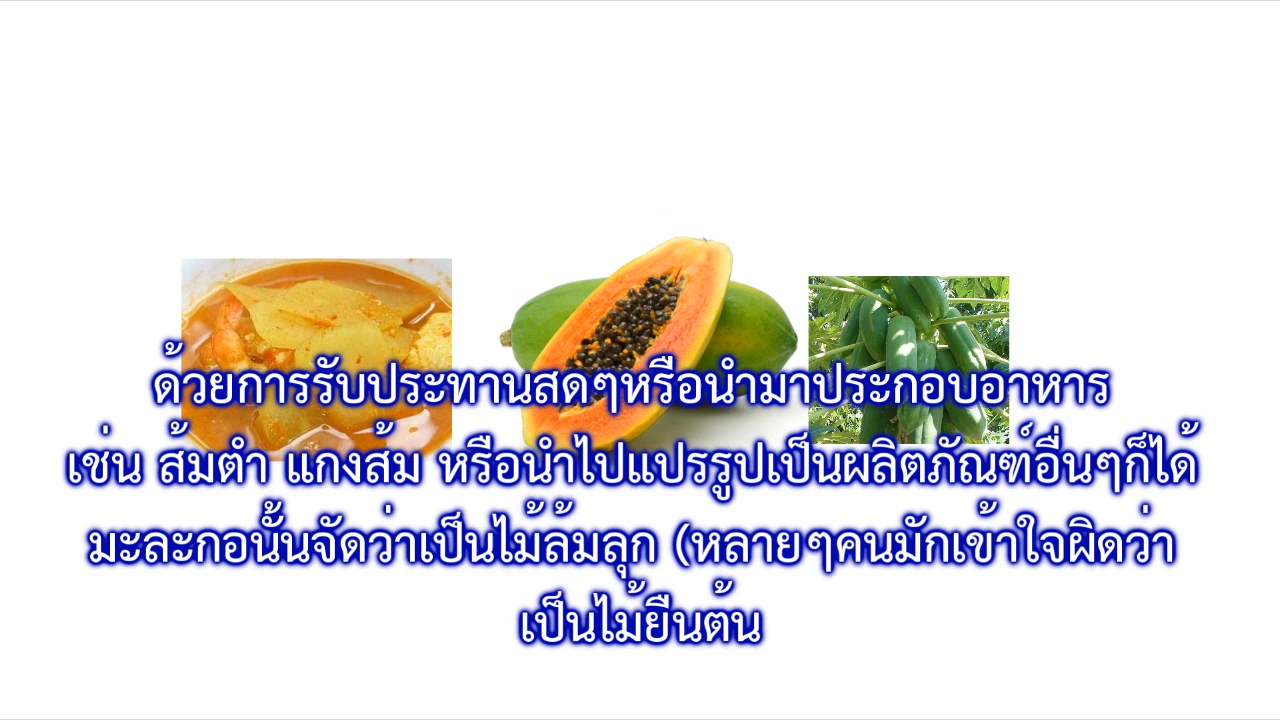 ด้วยการรับประทานสดๆหรือนำมาประกอบอาหาร
เช่น ส้มตำ แกงส้ม หรือนำไปแปรรูปเป็นผลิตภัณฑ์อื่นๆก็ได้
มะละกอนั้นจัดว่าเป็นไม้ล้มลุก (หลายๆคนมักเข้าใจผิดว่า
เป็นไม้ยืนต้น